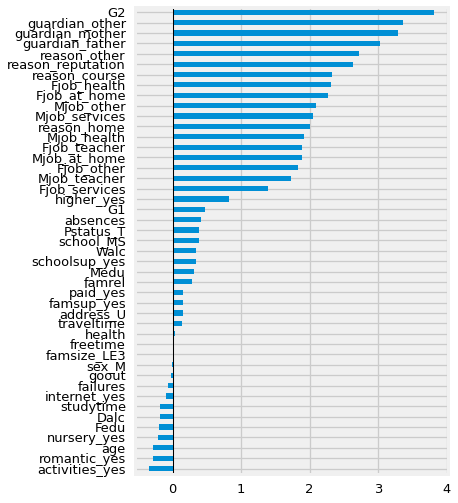 G2
guardian_other
guardian_mother
guardian_father
reason_other
reason_reputation
reason_course
Fjob_health
Fjob_at_home
Mjob_other
Mjob_services
reason_home
Mjob_health
Fjob_teacher
Mjob_at_home
Fjob_other
Mjob_teacher
Fjob_services
higher_yes
G1
absences
Pstatus_T
school_MS
Walc
schoolsup_yes
Medu
famrel
paid_yes
famsup_yes
address_U
traveltime
health
freetime
famsize_LE3
sex_M
goout
failures
internet_yes
studytime
Dalc
Fedu
nursery_yes
age
romantic_yes
activities_yes
0 1 2 3 4